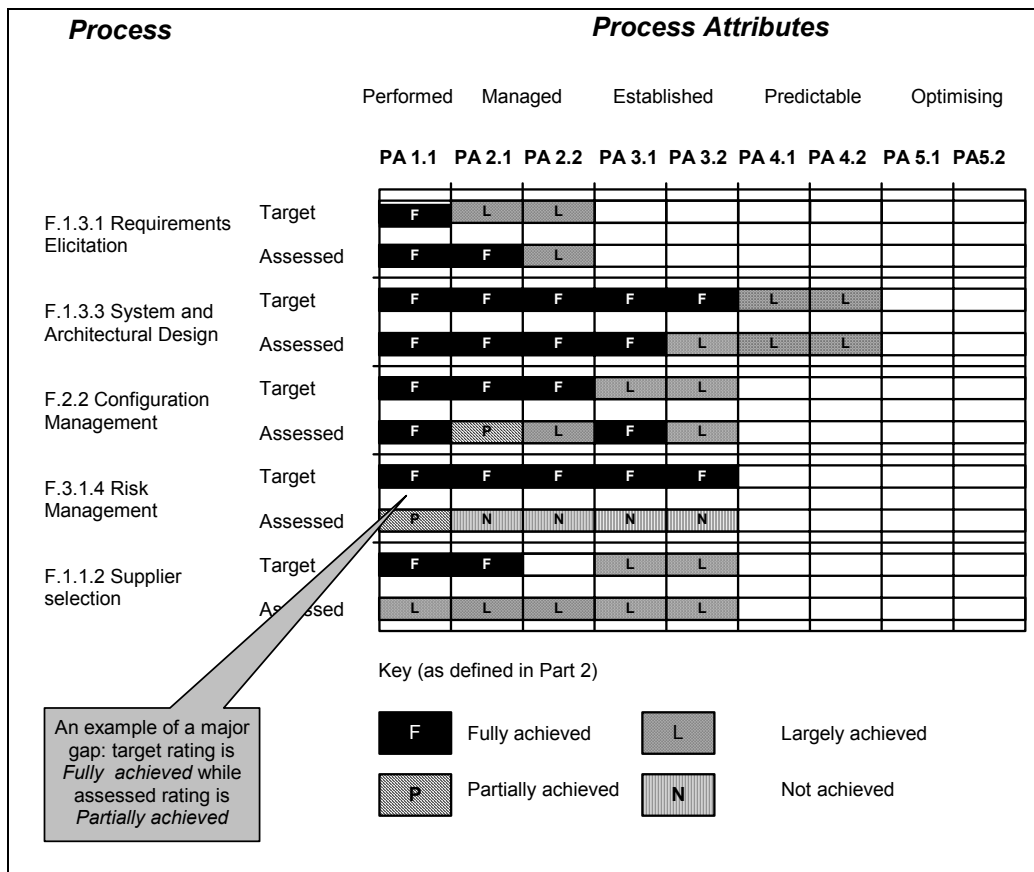 Process Process Attributes
Performed Managed Established Predictable Optimising
PA 1.1 PA 2.1 PA 2.2 PA 3.1 PA 3.2 PA 4.1 PA 4.2 PA 5.1 PA5.2
F.1.3.1 Requirements
Elicitation
Target F L L
Assessed F F L
F.1.3.3 System and
Architectural Design
Target F F F F F L L
Assessed F F F F L L L
F.2.2 Configuration
Management
Target F F F L L
Assessed F P L F L
F.3.1.4 Risk
Management
Target F F F F F
Assessed P N N N N
F.1.1.2 Supplier
selection
Target F F L L
Assessed L L L L L
Key (as defined in Part 2)
F Fully achieved L Largely achieved
P Partially achieved N Not achieved
An example of a major
gap: target rating is
Fully achieved while
assessed rating is
Partially achieved